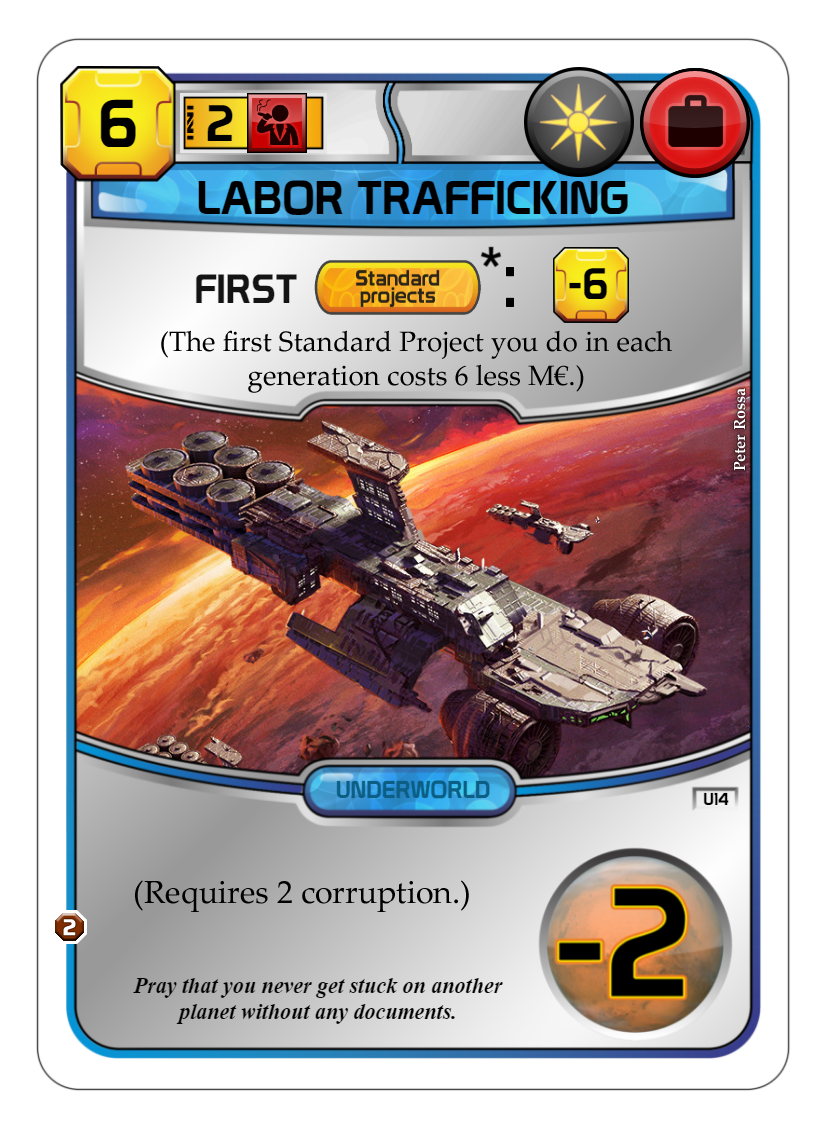 6 2
LABOR TRAFFICKING
FIRST Standard projects *: -6
(The first Standard Project you do in each
generation costs 6 less M€.)
Peter Rossa
UNDERWORLD
U14
(Requires 2 corruption.)
2
-2
Pray that you never get stuck on another
planet without any documents.